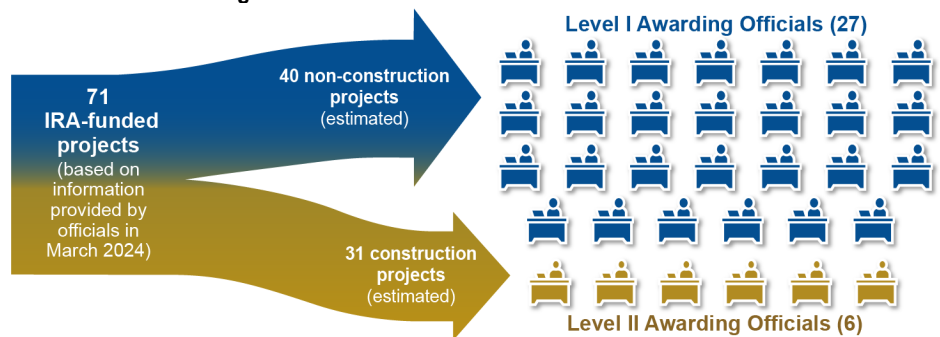 Level I Awarding Officials (27)
40 non-construction
projects
(estimated)
71
IRA-funded
projects
(based on
information
provided by
officials in
March 2024)
31 construction
projects
(estimated)
Level II Awarding Officials (6)